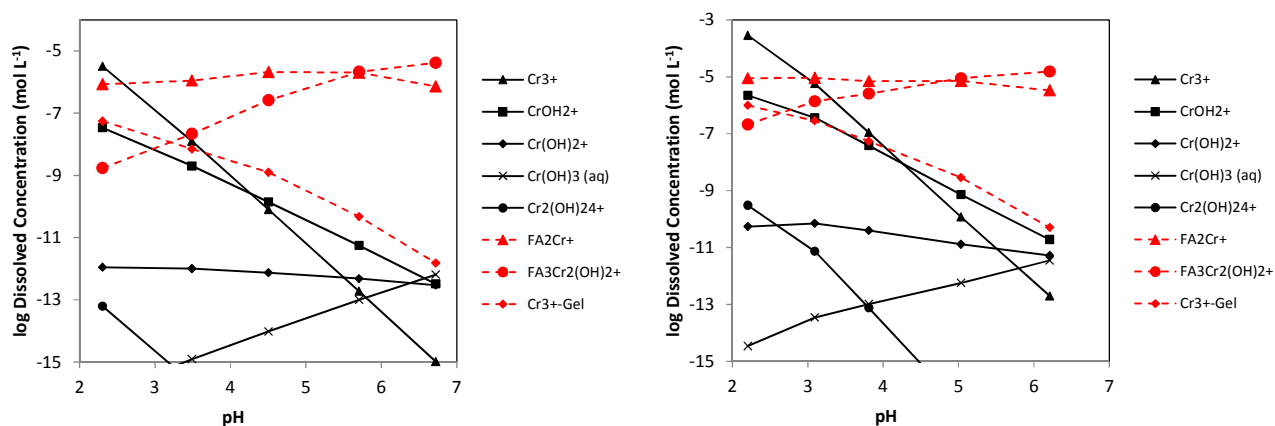 log Dissolved Concentration (mol L⁻¹)
-5
-7
-9
-11
-13
-15
2 3 4 5 6 7
pH
Cr3+
CrOH2+
Cr(OH)2+
Cr(OH)3 (aq)
Cr2(OH)24+
FA2Cr+
FA3Cr2(OH)2+
Cr3+-Gel
log Dissolved Concentration (mol L⁻¹)
-3
-5
-7
-9
-11
-13
-15
2 3 4 5 6 7
pH
Cr3+
CrOH2+
Cr(OH)2+
Cr(OH)3 (aq)
Cr2(OH)24+
FA2Cr+
FA3Cr2(OH)2+
Cr3+-Gel